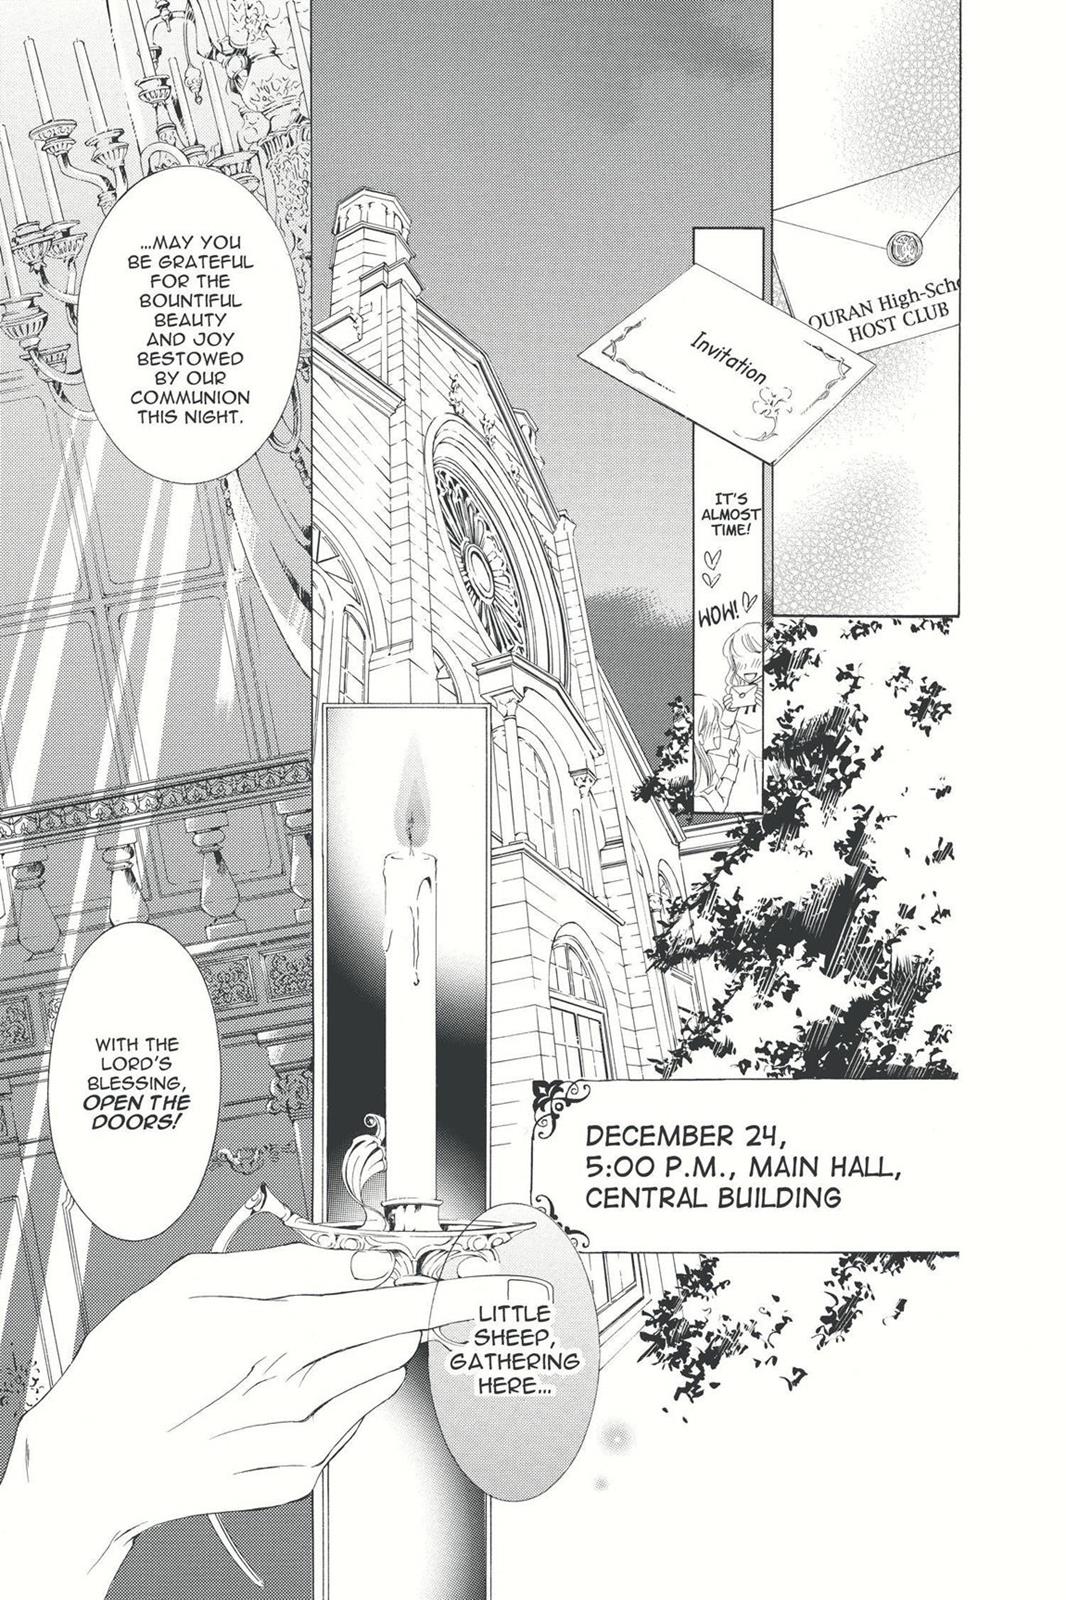 OURAN High-Scho
HOST CLUB
Invitation
IT'S
ALMOST
TIME!
WOW!
DECEMBER 24,
5:00 P.M., MAIN HALL,
CENTRAL BUILDING
LITTLE
SHEEP,
GATHERING
HERE...
...MAY YOU
BE GRATEFUL
FOR THE
BOUNTIFUL
BEAUTY
AND JOY
BESTOWED
BY OUR
COMMUNION
THIS NIGHT.
WITH THE
LORD'S
BLESSING,
OPEN THE
DOORS!